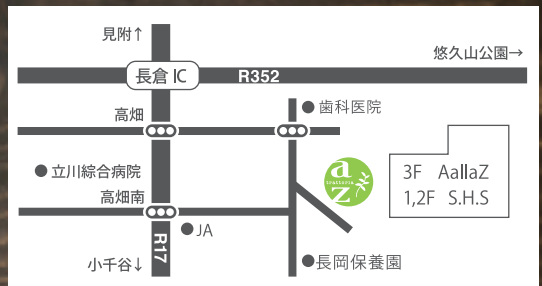 見附↑
悠久山公園→
長倉 IC
R352
高畑
歯科医院
立川綜合病院
a
trattoria
z
3F AallaZ
1,2F S.H.S
高畑南
JA
R17
小千谷↓
長岡保養園